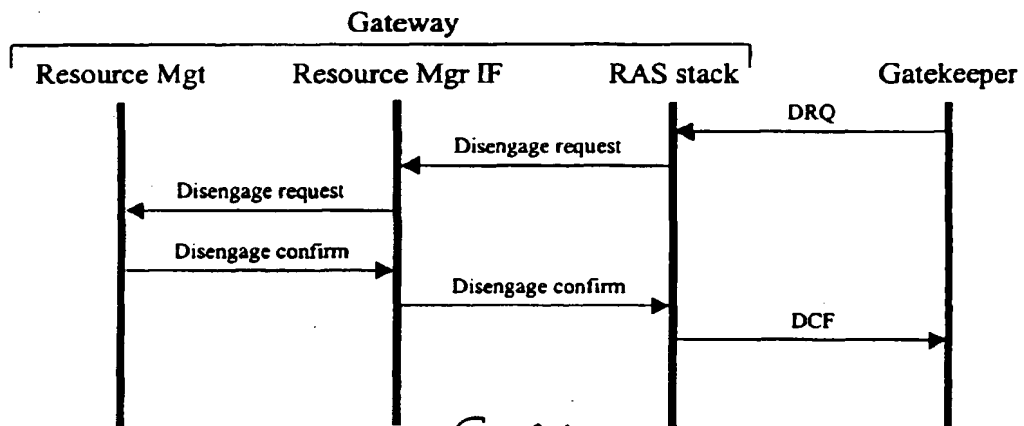 Gateway
Resource Mgt Resource Mgr IF RAS stack Gatekeeper
DRQ
Disengage request
Disengage request
Disengage confirm
Disengage confirm
DCF